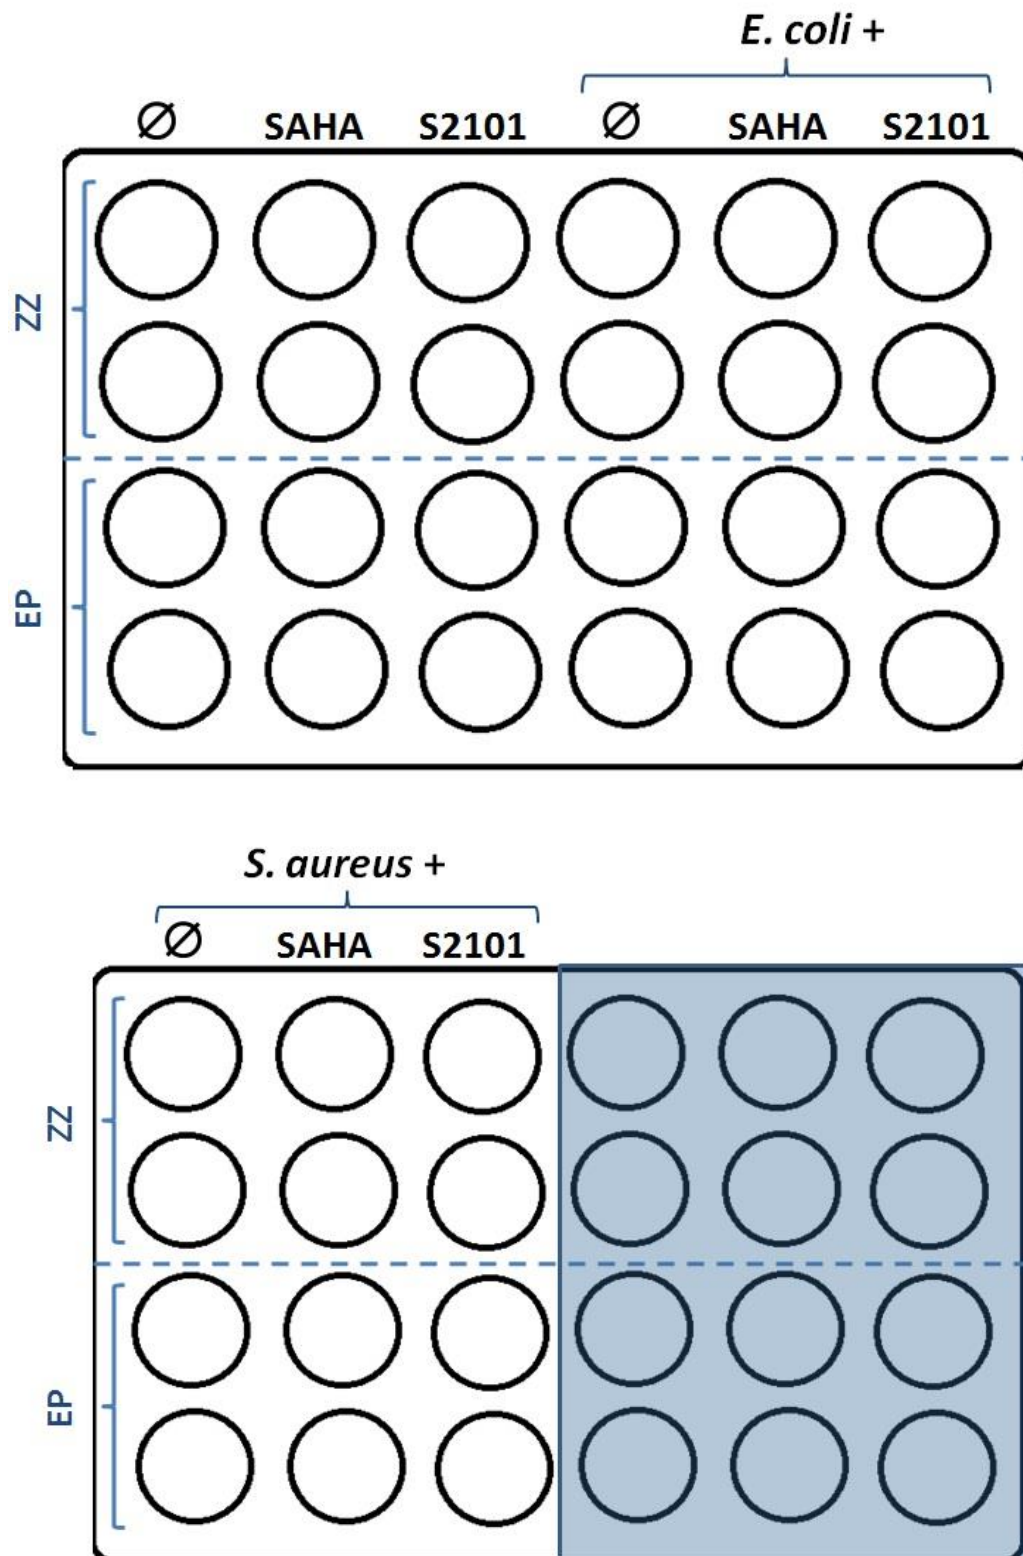 E. coli +
∅ SAHA S2101 ∅ SAHA S2101
ZZ
EP
S. aureus +
∅ SAHA S2101
ZZ
EP